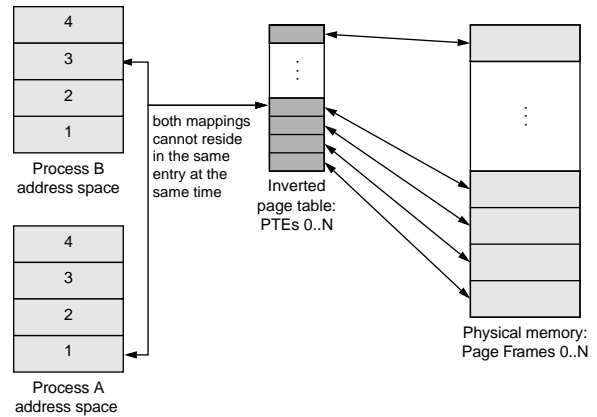 4
3
2
1
Process B
address space
both mappings
cannot reside
in the same
entry at the
same time
Inverted
page table:
PTEs 0..N
4
3
2
1
Process A
address space
Physical memory:
Page Frames 0..N